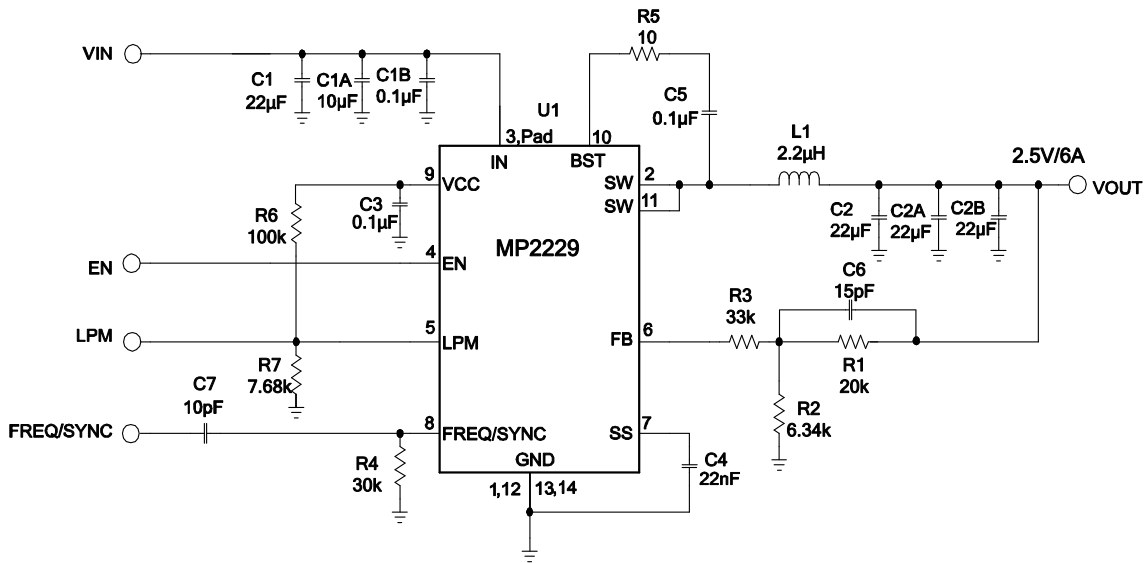 R5
10
VIN
C1
22µF
C1A
10µF
C1B
0.1µF
C5
0.1µF
U1
3,Pad
10
IN
BST
L1
2.2µH
2.5V/6A
VOUT
9
VCC
2
SW
11
SW
C3
0.1µF
R6
100k
C2
22µF
C2A
22µF
C2B
22µF
MP2229
EN
4
EN
C6
15pF
R3
33k
LPM
5
LPM
6
FB
R1
20k
R7
7.68k
C7
10pF
R2
6.34k
FREQ/SYNC
8
FREQ/SYNC
7
SS
R4
30k
GND
C4
22nF
1,12
13,14